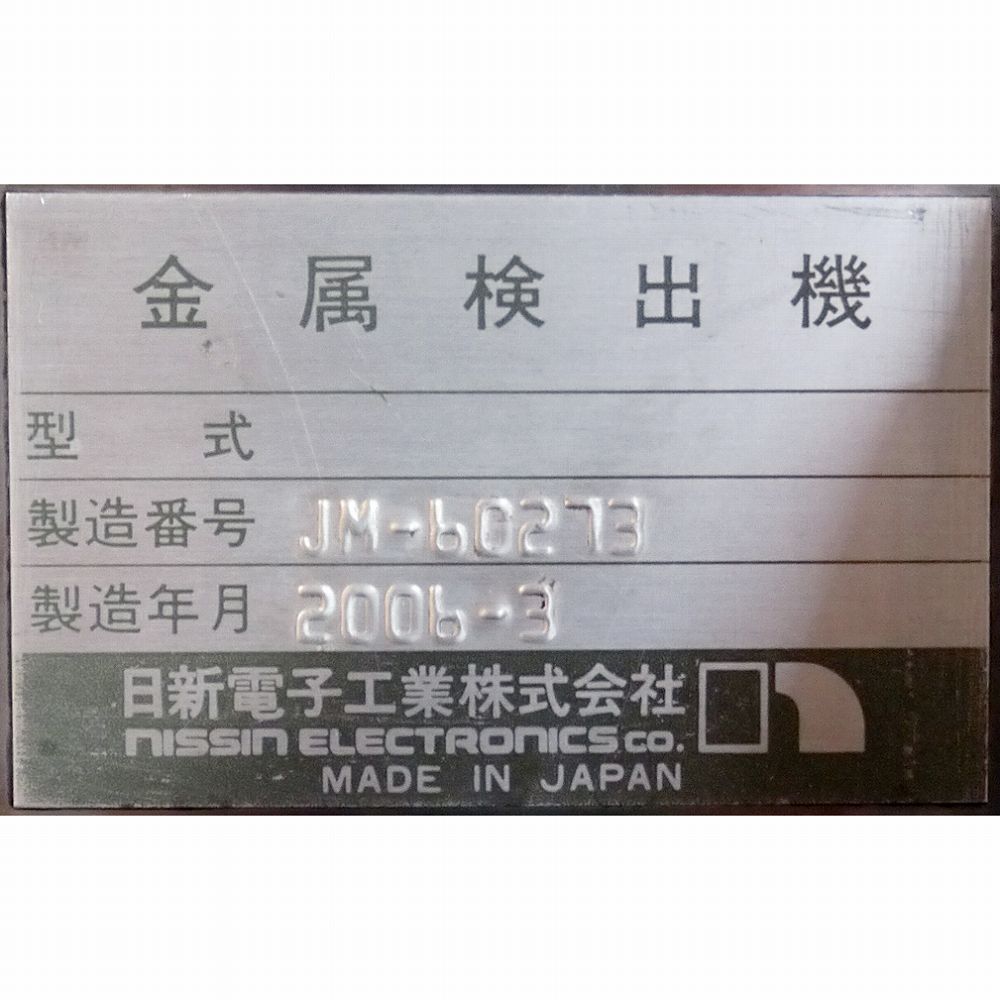 金属検出機
型式
製造番号 JM-60273
製造年月 2006-3
日新電子工業株式会社
NISSIN ELECTRONICS CO.
MADE IN JAPAN